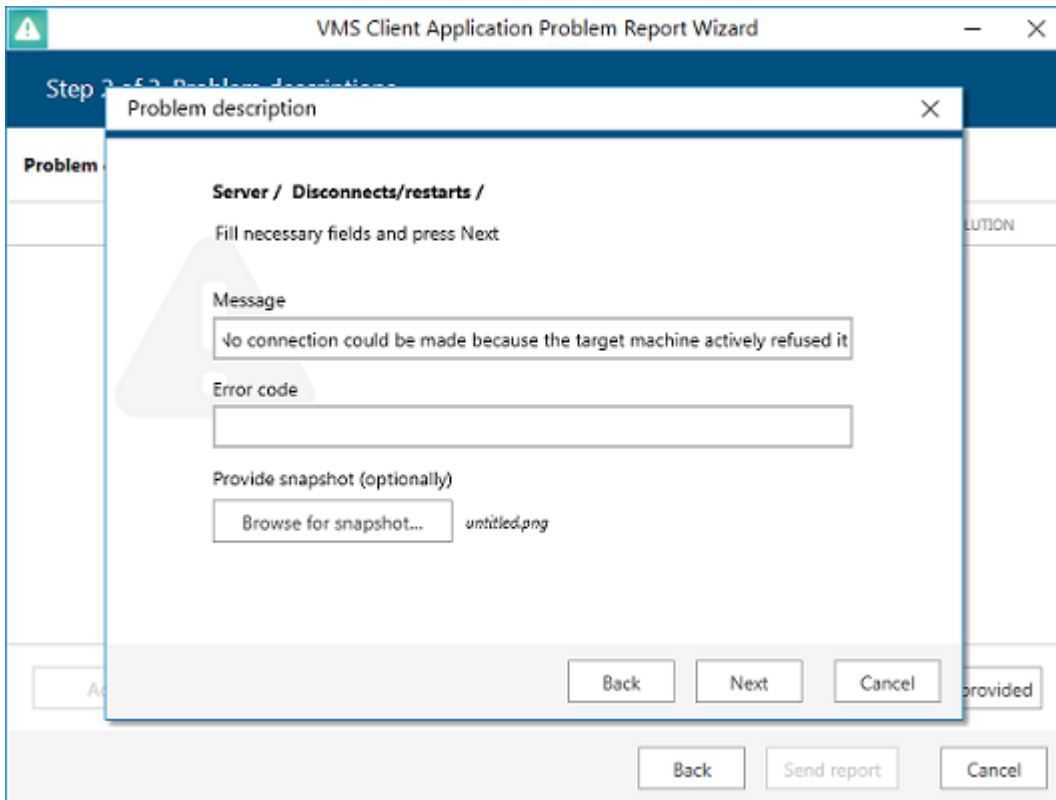 VMS Client Application Problem Report Wizard
Step
Problem description
Problem
Server / Disconnects/restarts /
Fill necessary fields and press Next
LUTION
Message
No connection could be made because the target machine actively refused it
Error code
Provide snapshot (optionally)
Browse for snapshot... untitled.png
Back Next Cancel
provided
Back Send report Cancel